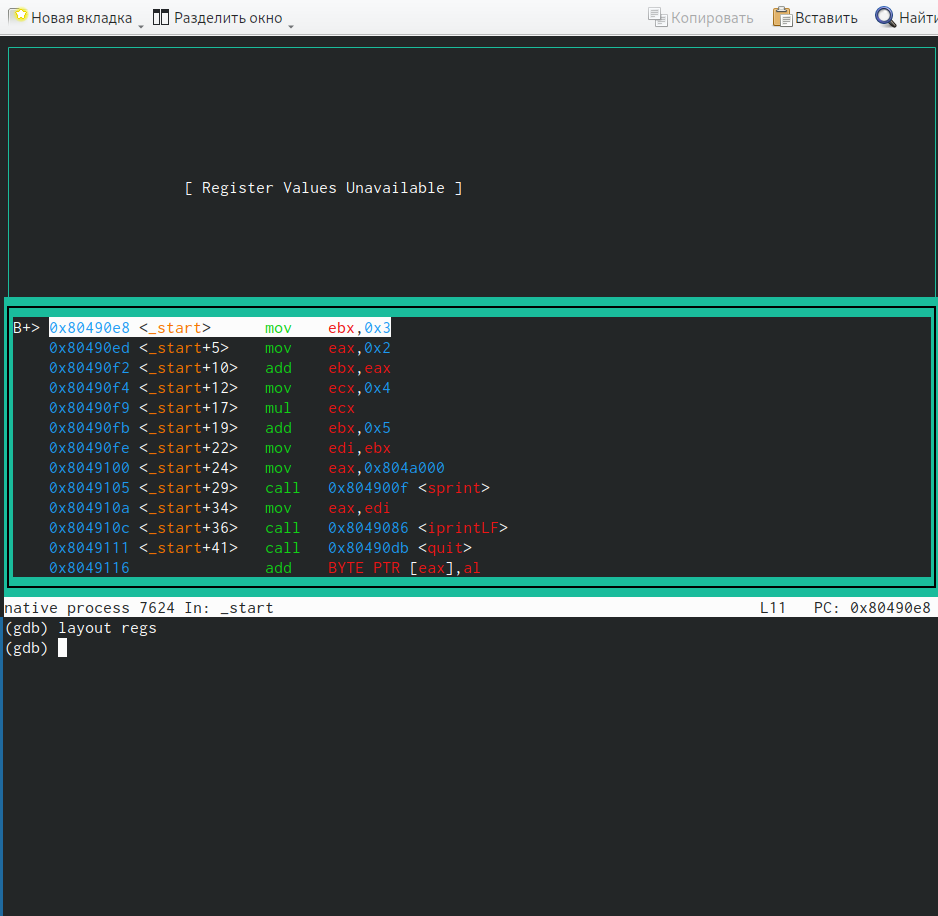 Новая вкладка Разделить окно Копировать Вставить Найти
[ Register Values Unavailable ]
B+> 0x80490e8 <_start> mov ebx,0x3
0x80490ed <_start+5> mov eax,0x2
0x80490f2 <_start+10> add ebx,eax
0x80490f4 <_start+12> mov ecx,0x4
0x80490f9 <_start+17> mul ecx
0x80490fb <_start+19> add ebx,0x5
0x80490fe <_start+22> mov edi,ebx
0x8049100 <_start+24> mov eax,0x804a000
0x8049105 <_start+29> call 0x804900f <sprint>
0x804910a <_start+34> mov eax,edi
0x804910c <_start+36> call 0x8049086 <iprintLF>
0x8049111 <_start+41> call 0x80490db <quit>
0x8049116 add BYTE PTR [eax],al
native process 7624 In: _start L11 PC: 0x80490e8
(gdb) layout regs
(gdb)